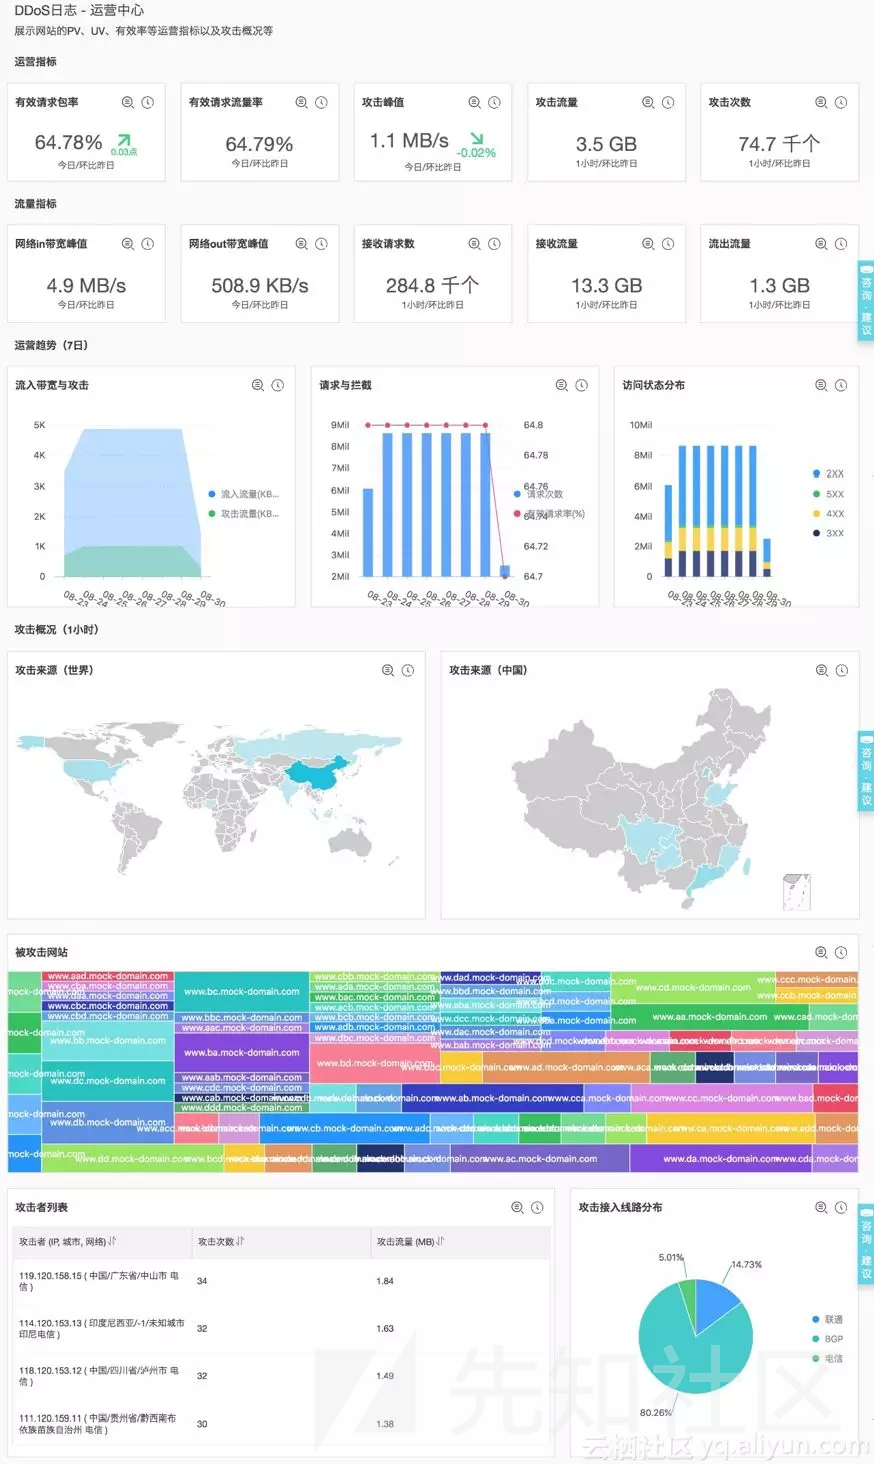 DDoS日志 - 运营中心
展示网站的PV、UV、有效率等运营指标以及攻击概况等
运营指标
有效请求包率
64.78%
0.03点
今日/环比昨日
有效请求流量率
64.79%
今日/环比昨日
攻击峰值
1.1 MB/s
-0.02%
今日/环比昨日
攻击流量
3.5 GB
1小时/环比昨日
攻击次数
74.7 千个
1小时/环比昨日
流量指标
网络in带宽峰值
4.9 MB/s
今日/环比昨日
网络out带宽峰值
508.9 KB/s
今日/环比昨日
接收请求数
284.8 千个
1小时/环比昨日
接收流量
13.3 GB
1小时/环比昨日
流出流量
1.3 GB
1小时/环比昨日
咨询·建议
运营趋势（7日）
流入带宽与攻击
5K
4K
3K
2K
1K
0
08-23
08-24
08-25
08-26
08-27
08-28
08-29
08-30
流入流量(KB...
攻击流量(KB...
请求与拦截
9Mil
8Mil
7Mil
6Mil
5Mil
4Mil
3Mil
2Mil
64.8
64.78
64.76
64.74
64.72
64.7
08-23
08-24
08-25
08-26
08-27
08-28
08-29
08-30
请求次数
有效请求率(%)
访问状态分布
10Mil
8Mil
6Mil
4Mil
2Mil
0
08-23
08-24
08-25
08-26
08-27
08-28
08-29
08-30
2XX
5XX
4XX
3XX
攻击概况（1小时）
攻击来源（世界）
攻击来源（中国）
咨询·建议
被攻击网站
www.aad.mock-domain.com
www.cba.mock-domain.com
www.daa.mock-domain.com
www.cbc.mock-domain.com
www.cbd.mock-domain.com
www.bb.mock-domain.com
www.dc.mock-domain.com
www.db.mock-domain.com
www.bc.mock-domain.com
www.bbc.mock-domain.com
www.aac.mock-domain.com
www.ba.mock-domain.com
www.aab.mock-domain.com
www.cdc.mock-domain.com
www.cab.mock-domain.com
www.ddd.mock-domain.com
www.cbb.mock-domain.com
www.ada.mock-domain.com
www.bac.mock-domain.com
www.acb.mock-domain.com
www.adb.mock-domain.com
www.dbc.mock-domain.com
www.bd.mock-domain.com
www.dad.mock-domain.com
www.bbd.mock-domain.com
www.aba.mock-domain.com
www.dcc.mock-domain.com
www.dac.mock-domain.com
www.bab.mock-domain.com
www.cd.mock-domain.com
www.ccc.mock-domain.
www.ccb.mock-domain.
www.aa.mock-domain.com
www.cad.mock-do
www.ad.mock-domain.com
www.ab.mock-domain.com
www.cca.mock-domain.com
www.cc.mock-domain.com
www.bad.mock-do
www.cb.mock-domain.com
www.ca.mock-domain.com
www.add.mock-do
www.dd.mock-domain.com
www.ac.mock-domain.com
www.da.mock-domain.com
www.cda.mock-do
攻击者列表
攻击者 (IP, 城市, 网络)
攻击次数
攻击流量 (MB)
119.120.158.15 ( 中国/广东省/中山市 电
信 )
34
1.84
114.120.153.13 ( 印度尼西亚/-1/未知城市
印尼电信 )
32
1.63
118.120.153.12 ( 中国/四川省/泸州市 电
信 )
32
1.49
111.120.159.11 ( 中国/贵州省/黔西南布
依族苗族自治州 电信 )
30
1.38
攻击接入线路分布
5.01%
14.73%
80.26%
联通
BGP
电信
咨询·建议
先知社区
云栖社区 yq.aliyun.com